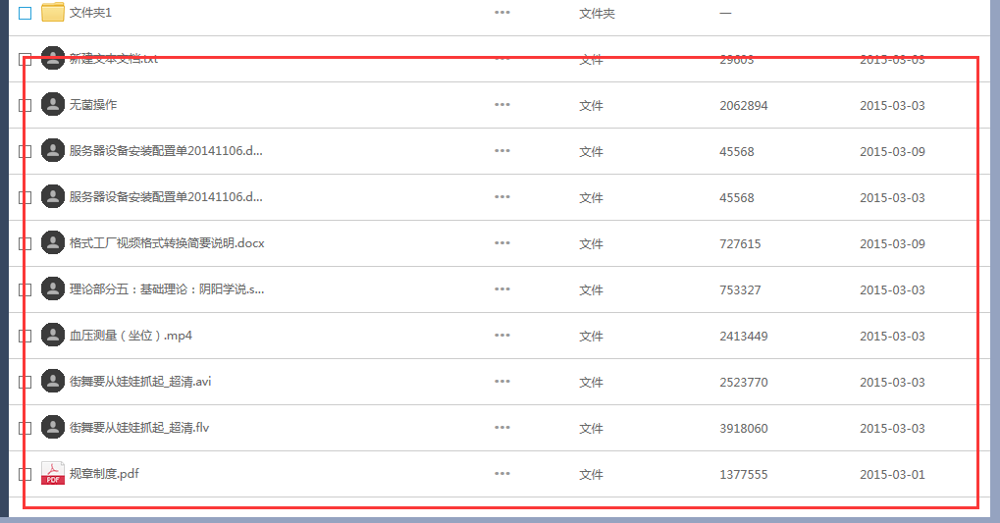 文件夹1 ••• 文件夹 —
新建文本文档.txt ••• 文件 29603 2015-03-03
无菌操作 ••• 文件 2062894 2015-03-03
服务器设备安装配置单20141106.d... ••• 文件 45568 2015-03-09
服务器设备安装配置单20141106.d... ••• 文件 45568 2015-03-03
格式工厂视频格式转换简要说明.docx ••• 文件 727615 2015-03-09
理论部分五：基础理论：阴阳学说.s... ••• 文件 753327 2015-03-03
血压测量（坐位）.mp4 ••• 文件 2413449 2015-03-03
街舞要从娃娃抓起_超清.avi ••• 文件 2523770 2015-03-03
街舞要从娃娃抓起_超清.flv ••• 文件 3918060 2015-03-03
PDF 规章制度.pdf ••• 文件 1377555 2015-03-01